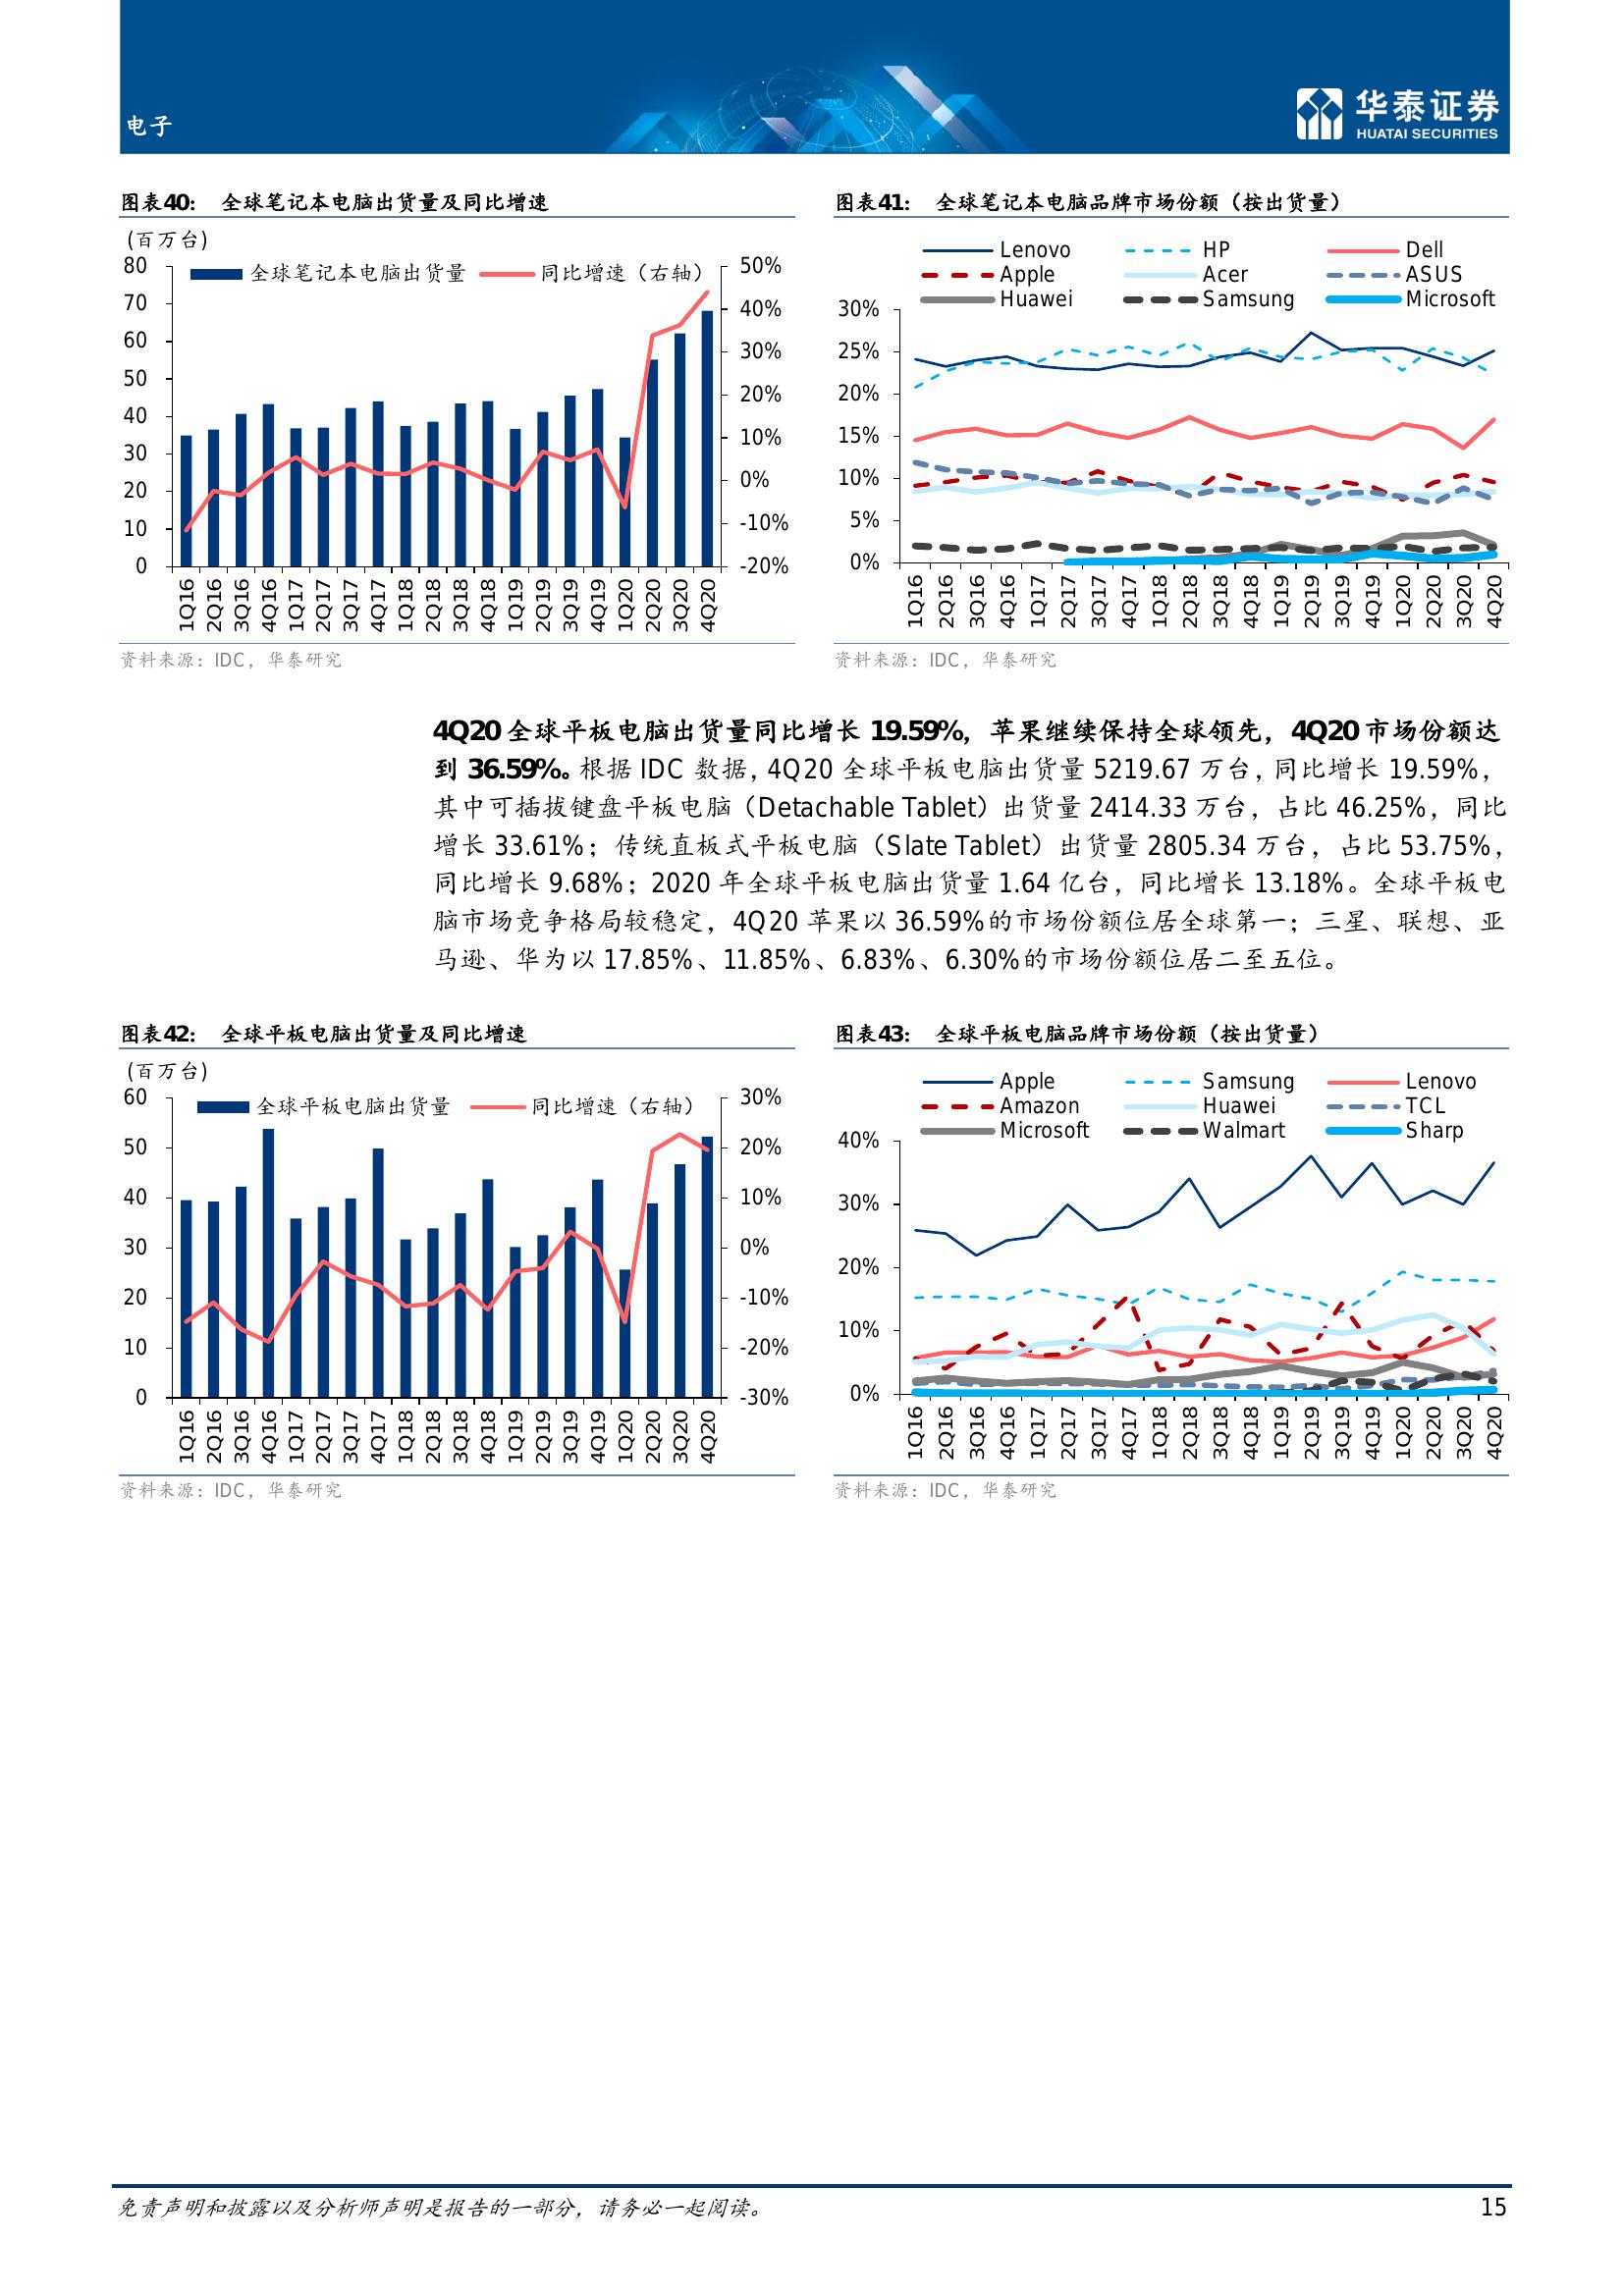 电子
华泰证券
HUATAI SECURITIES
图表40： 全球笔记本电脑出货量及同比增速
(百万台)
全球笔记本电脑出货量 同比增速（右轴）
80
70
60
50
40
30
20
10
0
50%
40%
30%
20%
10%
0%
-10%
-20%
1Q16 2Q16 3Q16 4Q16 1Q17 2Q17 3Q17 4Q17 1Q18 2Q18 3Q18 4Q18 1Q19 2Q19 3Q19 4Q19 1Q20 2Q20 3Q20 4Q20
资料来源：IDC，华泰研究
图表41： 全球笔记本电脑品牌市场份额（按出货量）
Lenovo HP Dell
Apple Acer ASUS
Huawei Samsung Microsoft
30%
25%
20%
15%
10%
5%
0%
1Q16 2Q16 3Q16 4Q16 1Q17 2Q17 3Q17 4Q17 1Q18 2Q18 3Q18 4Q18 1Q19 2Q19 3Q19 4Q19 1Q20 2Q20 3Q20 4Q20
资料来源：IDC，华泰研究
4Q20 全球平板电脑出货量同比增长 19.59%，苹果继续保持全球领先，4Q20 市场份额达
到 36.59%。根据 IDC 数据，4Q20 全球平板电脑出货量 5219.67 万台，同比增长 19.59%，
其中可插拔键盘平板电脑（Detachable Tablet）出货量 2414.33 万台，占比 46.25%，同比
增长 33.61%；传统直板式平板电脑（Slate Tablet）出货量 2805.34 万台，占比 53.75%，
同比增长 9.68%；2020 年全球平板电脑出货量 1.64 亿台，同比增长 13.18%。全球平板电
脑市场竞争格局较稳定，4Q20 苹果以 36.59%的市场份额位居全球第一；三星、联想、亚
马逊、华为以 17.85%、11.85%、6.83%、6.30%的市场份额位居二至五位。
图表42： 全球平板电脑出货量及同比增速
(百万台)
全球平板电脑出货量 同比增速（右轴）
60
50
40
30
20
10
0
30%
20%
10%
0%
-10%
-20%
-30%
1Q16 2Q16 3Q16 4Q16 1Q17 2Q17 3Q17 4Q17 1Q18 2Q18 3Q18 4Q18 1Q19 2Q19 3Q19 4Q19 1Q20 2Q20 3Q20 4Q20
资料来源：IDC，华泰研究
图表43： 全球平板电脑品牌市场份额（按出货量）
Apple Samsung Lenovo
Amazon Huawei TCL
Microsoft Walmart Sharp
40%
30%
20%
10%
0%
1Q16 2Q16 3Q16 4Q16 1Q17 2Q17 3Q17 4Q17 1Q18 2Q18 3Q18 4Q18 1Q19 2Q19 3Q19 4Q19 1Q20 2Q20 3Q20 4Q20
资料来源：IDC，华泰研究
免责声明和披露以及分析师声明是报告的一部分，请务必一起阅读。
15